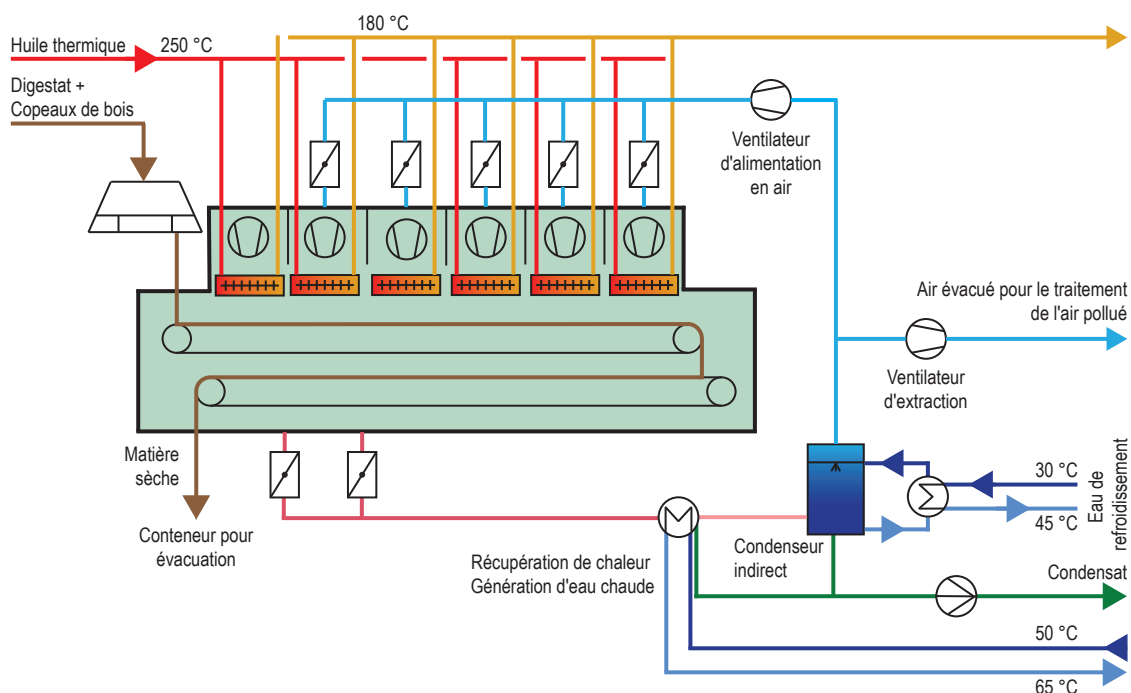 180 °C
Huile thermique
250 °C
Digestat +
Copeaux de bois
Ventilateur
d'alimentation
en air
Air évacué pour le traitement
de l'air pollué
Ventilateur
d'extraction
Matière
sèche
Conteneur pour
évacuation
Récupération de chaleur
Génération d'eau chaude
Condenseur
indirect
30 °C
45 °C
Eau de
refroidissement
Condensat
50 °C
65 °C